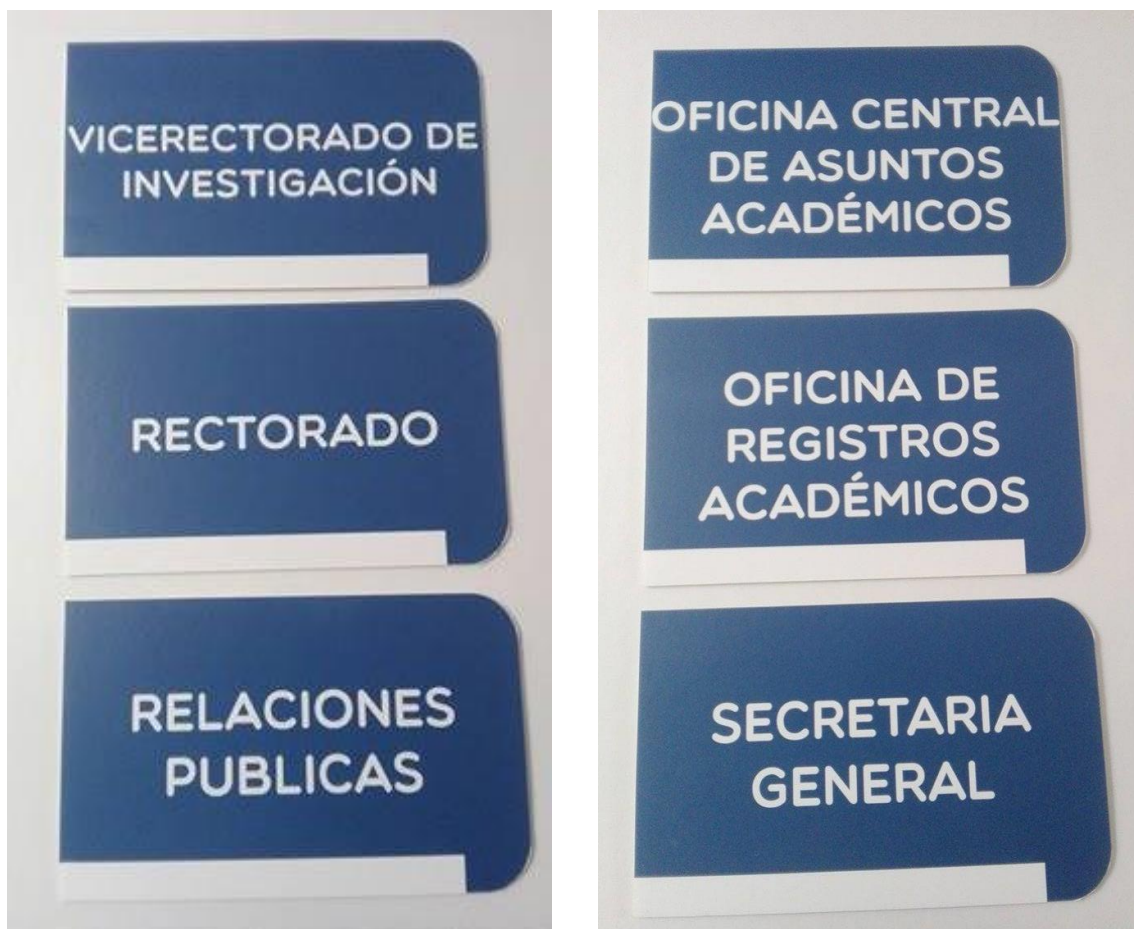 VICERECTORADO DE
INVESTIGACIÓN
RECTORADO
RELACIONES
PUBLICAS
OFICINA CENTRAL
DE ASUNTOS
ACADÉMICOS
OFICINA DE
REGISTROS
ACADÉMICOS
SECRETARIA
GENERAL